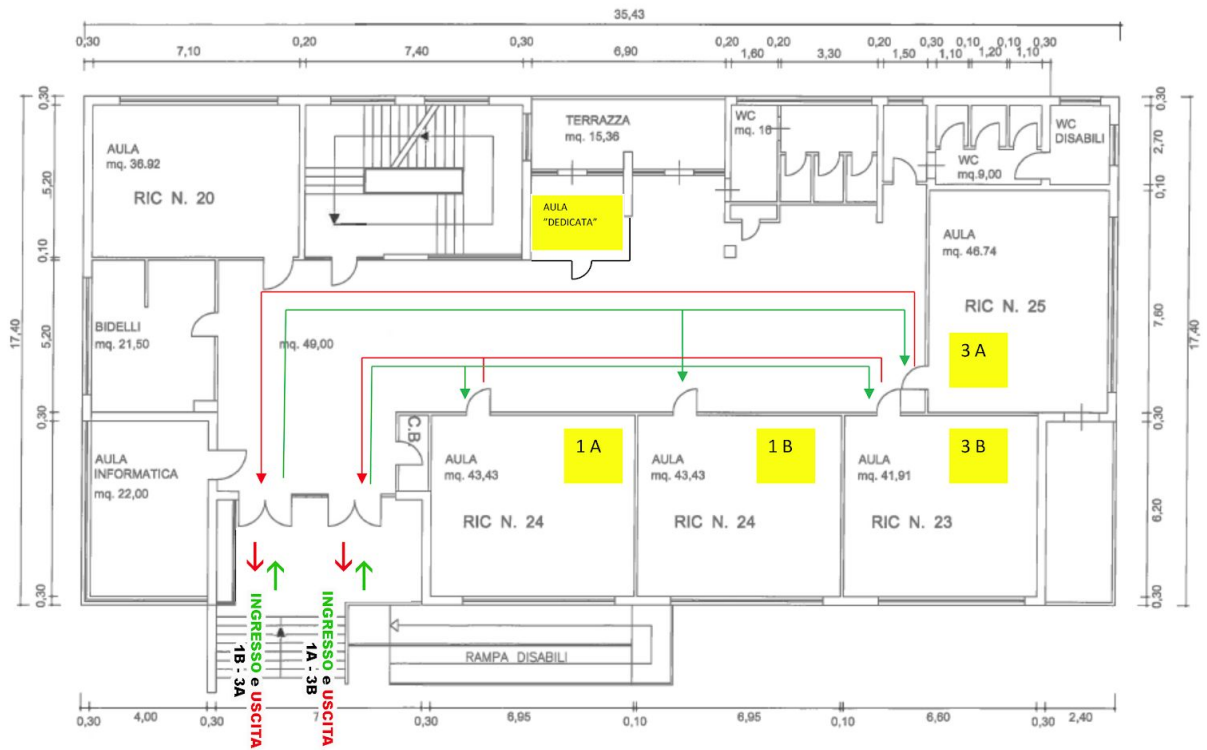 35,43
0,30
7,10
0,20
7,40
0,30
6,90
0,20
1,60
0,20
3,30
0,20
1,50
0,30
1,10
0,10
1,20
0,10
1,10
0,30
0,30
5,20
0,10
5,20
0,30
0,30
17,40
AULA
mq. 36.92
RIC N. 20
TERRAZZA
mq. 15,36
AULA
"DEDICATA"
WC
mq. 16
WC
mq.9,00
WC
DISABILI
AULA
mq. 46.74
RIC N. 25
3 A
BIDELLI
mq. 21,50
mq. 49,00
AULA
INFORMATICA
mq. 22,00
C.B.
AULA
mq. 43,43
1 A
RIC N. 24
AULA
mq. 43,43
1 B
RIC N. 24
AULA
mq. 41,91
3 B
RIC N. 23
0,30
2,70
0,10
7,60
0,30
6,20
0,30
17,40
INGRESSO e USCITA
1B - 3A
INGRESSO e USCITA
1A - 3B
RAMPA DISABILI
0,30
4,00
0,30
7
0,30
6,95
0,10
6,95
0,10
6,60
0,30
2,40